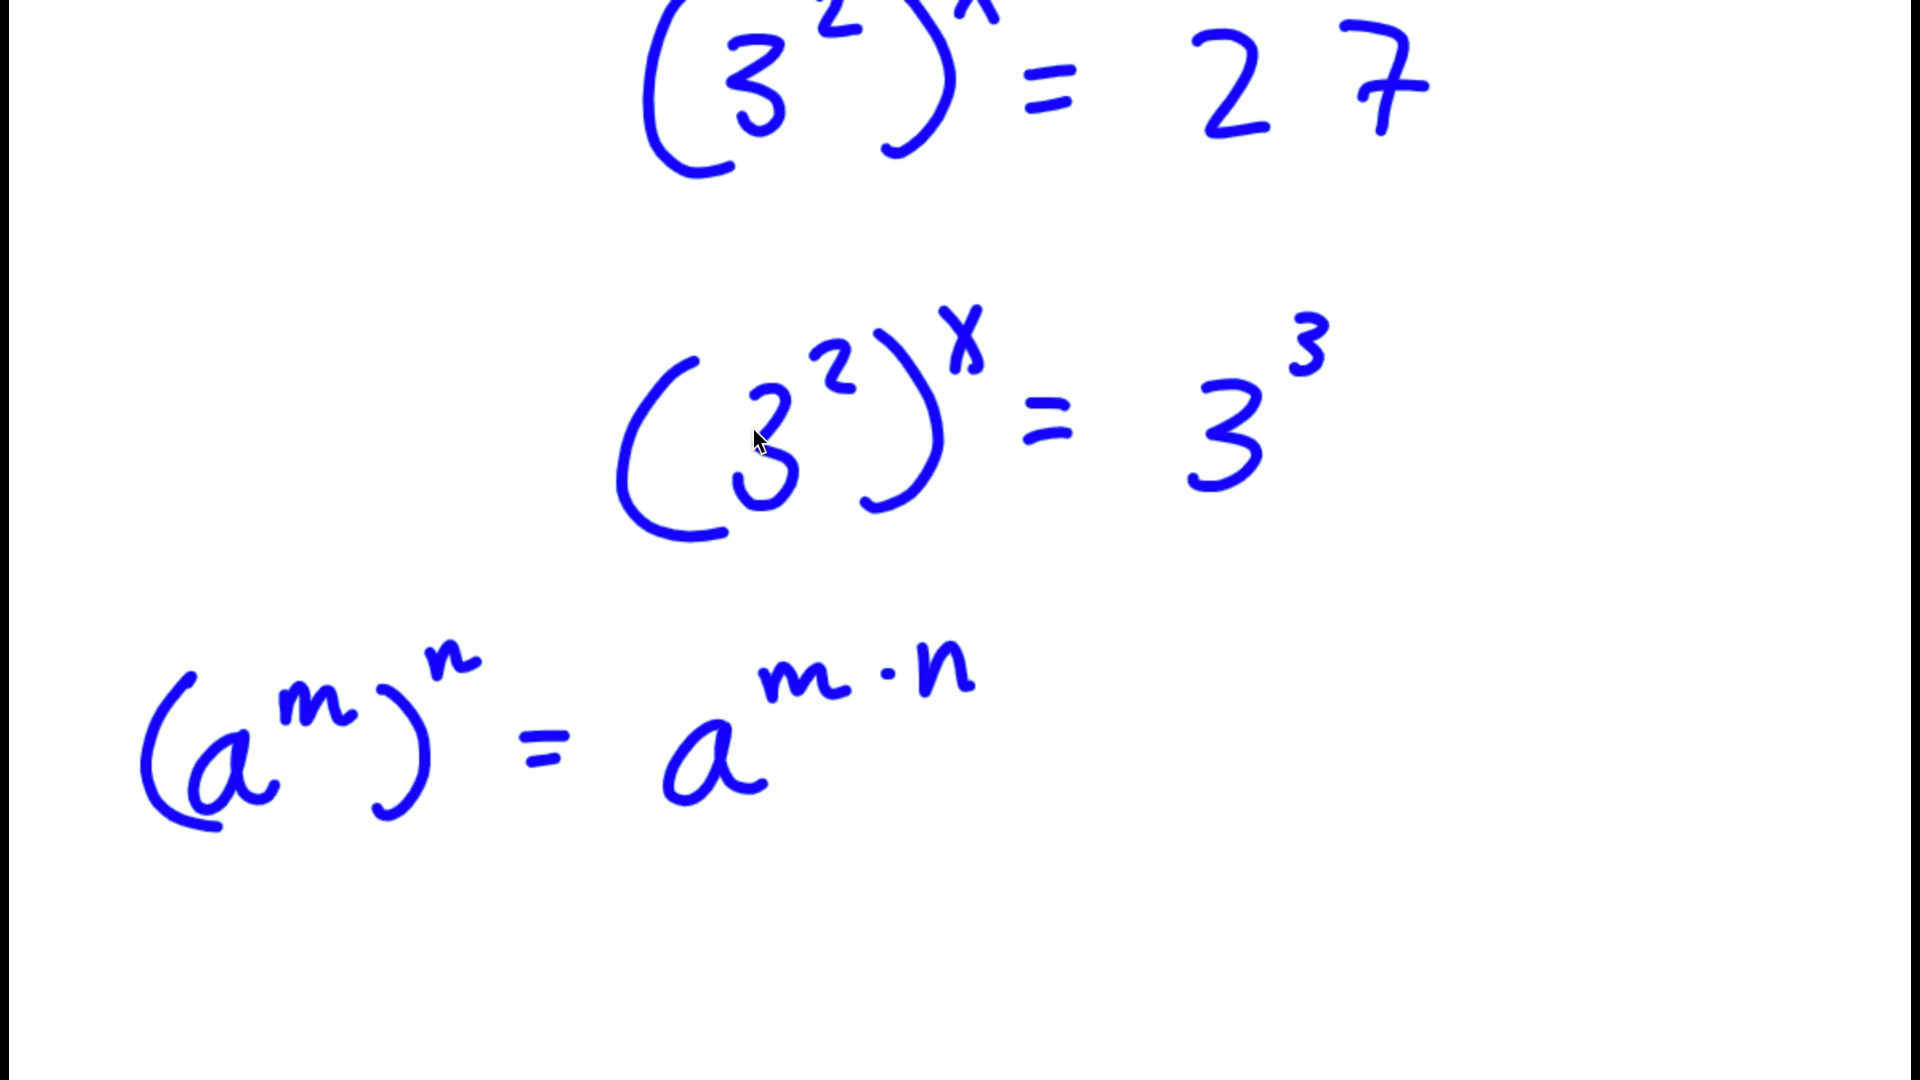 (3²)ˣ = 27
(3²)ˣ = 3³
(aᵐ)ⁿ = aᵐ·ⁿ